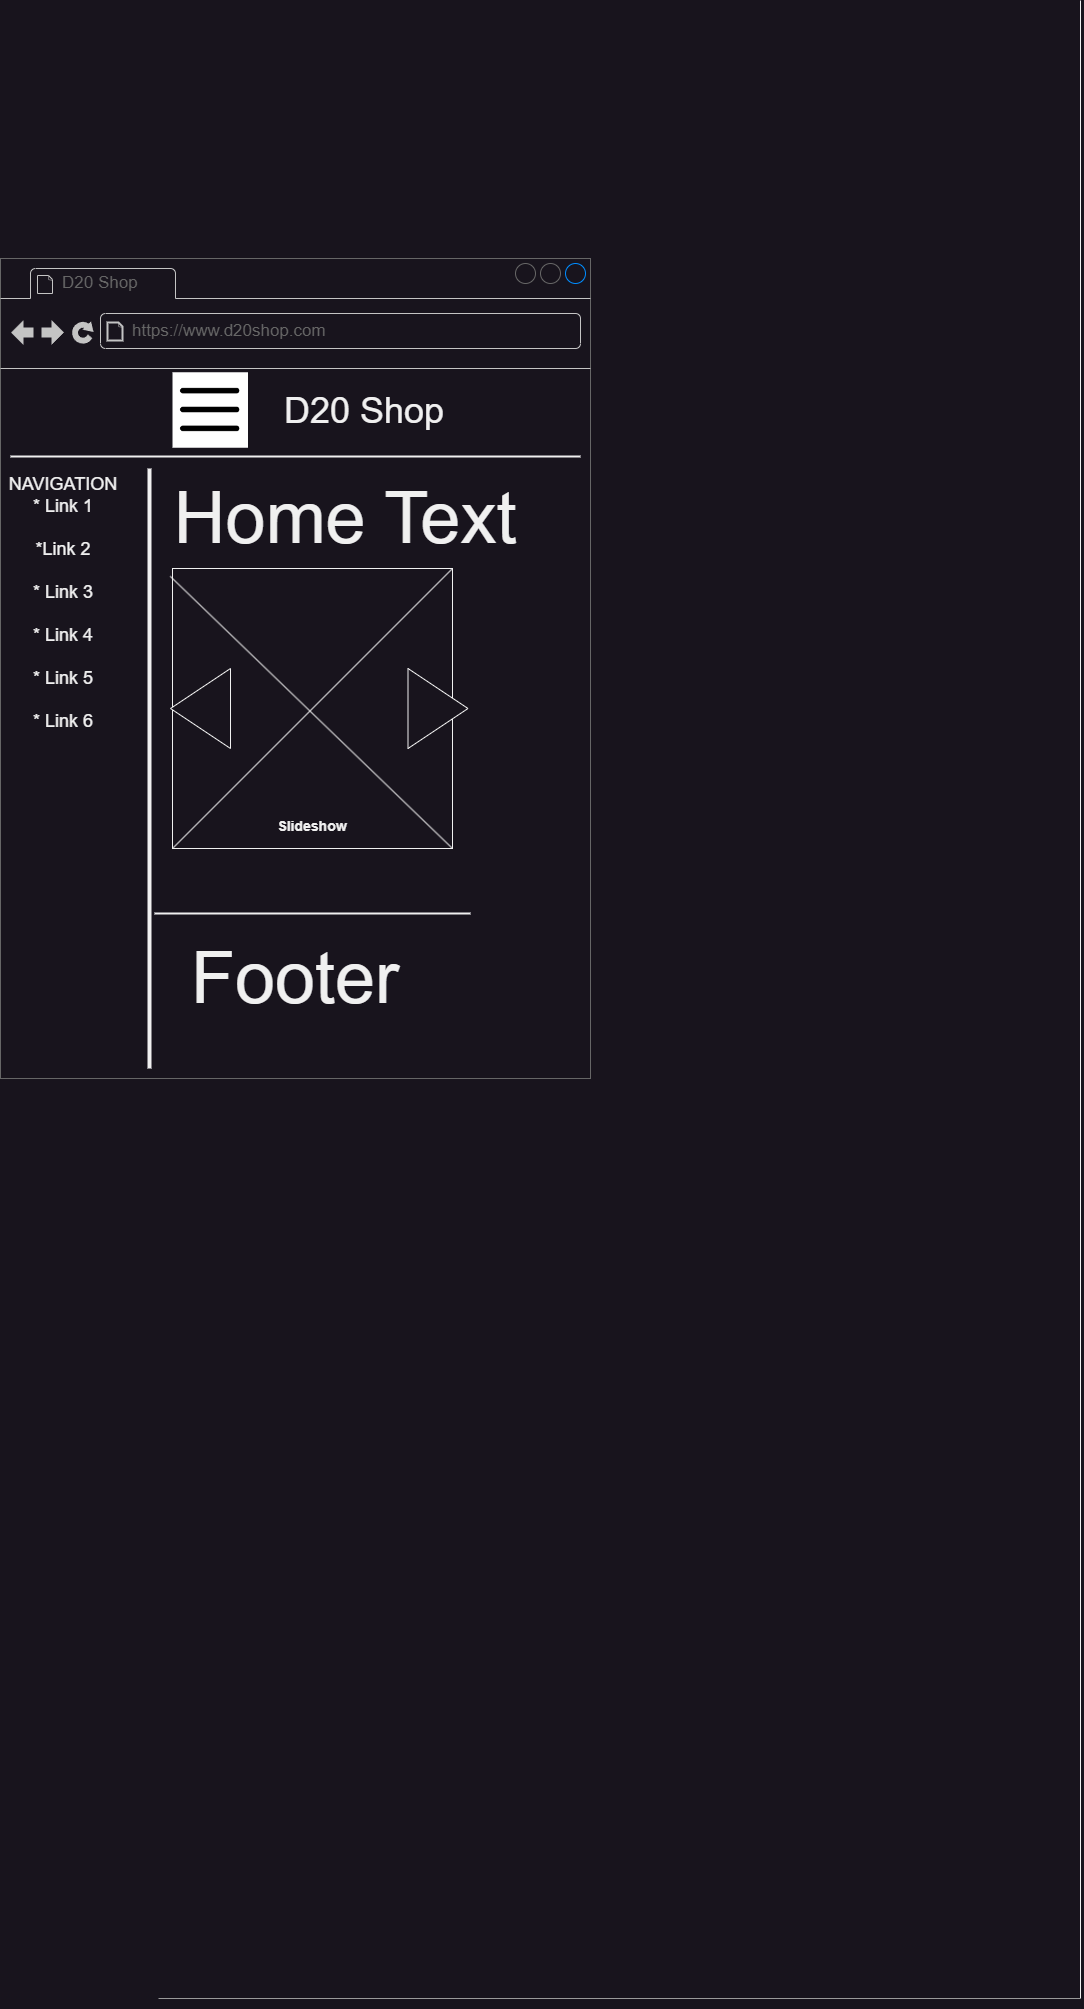 D20 Shop
https://www.d20shop.com
D20 Shop
NAVIGATION
* Link 1
*Link 2
* Link 3
* Link 4
* Link 5
* Link 6
Home Text
Slideshow
Footer